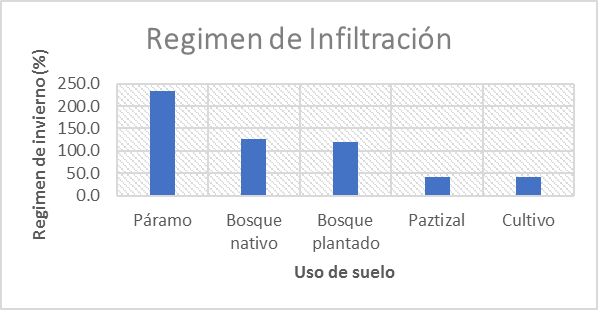 Regimen de Infiltración
Regimen de invierno (%)
250.0
200.0
150.0
100.0
50.0
0.0
Páramo
Bosque nativo
Bosque plantado
Paztizal
Cultivo
Uso de suelo